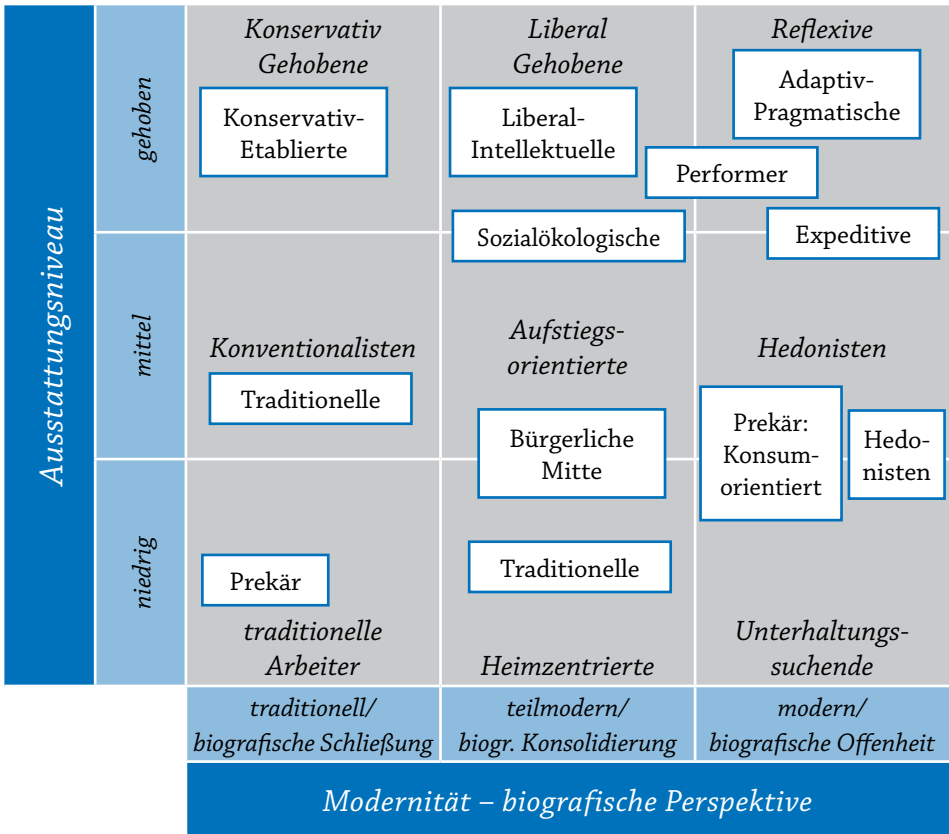 Ausstattungsniveau
gehoben
mittel
niedrig
Konservativ
Gehobene
Konservativ-
Etablierte
Liberal
Gehobene
Liberal-
Intellektuelle
Reflexive
Adaptiv-
Pragmatische
Performer
Sozialökologische
Expeditive
Konventionalisten
Traditionelle
Aufstiegs-
orientierte
Bürgerliche
Mitte
Hedonisten
Prekär:
Konsum-
orientiert
Hedo-
nisten
Prekär
traditionelle
Arbeiter
Traditionelle
Heimzentrierte
Unterhaltungs-
suchende
traditionell/
biografische Schließung
teilmodern/
biogr. Konsolidierung
modern/
biografische Offenheit
Modernität – biografische Perspektive